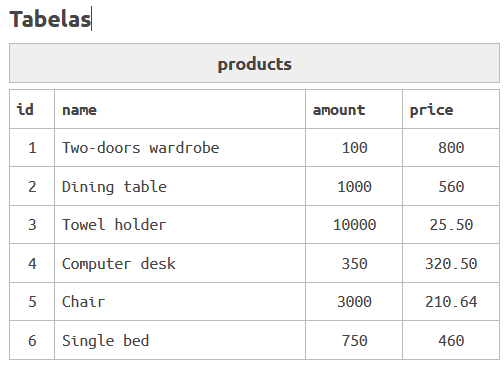 Tabelas
products
id name amount price
1 Two-doors wardrobe 100 800
2 Dining table 1000 560
3 Towel holder 10000 25.50
4 Computer desk 350 320.50
5 Chair 3000 210.64
6 Single bed 750 460